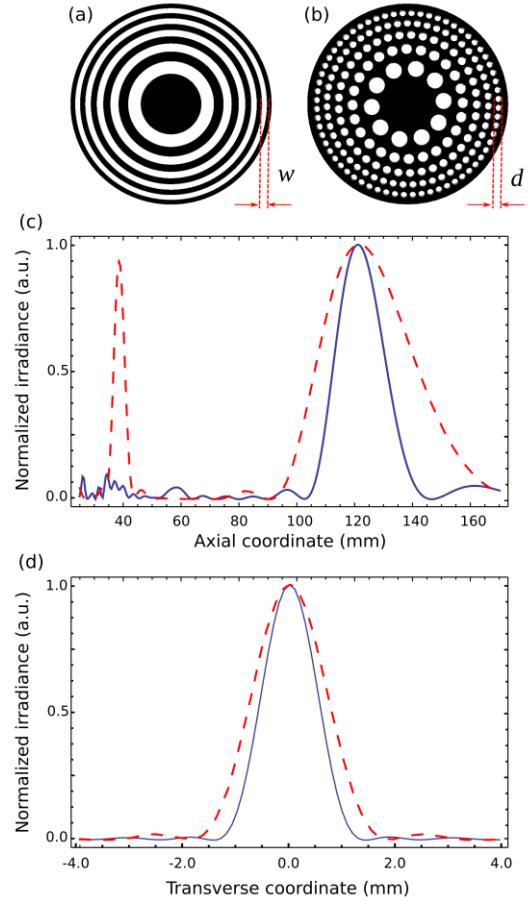 (a)
(b)
w
d
(c)
Normalized irradiance (a.u.)
1.0
0.5
0.0
40 60 80 100 120 140 160
Axial coordinate (mm)
(d)
Normalized irradiance (a.u.)
1.0
0.5
0.0
-4.0 -2.0 0.0 2.0 4.0
Transverse coordinate (mm)